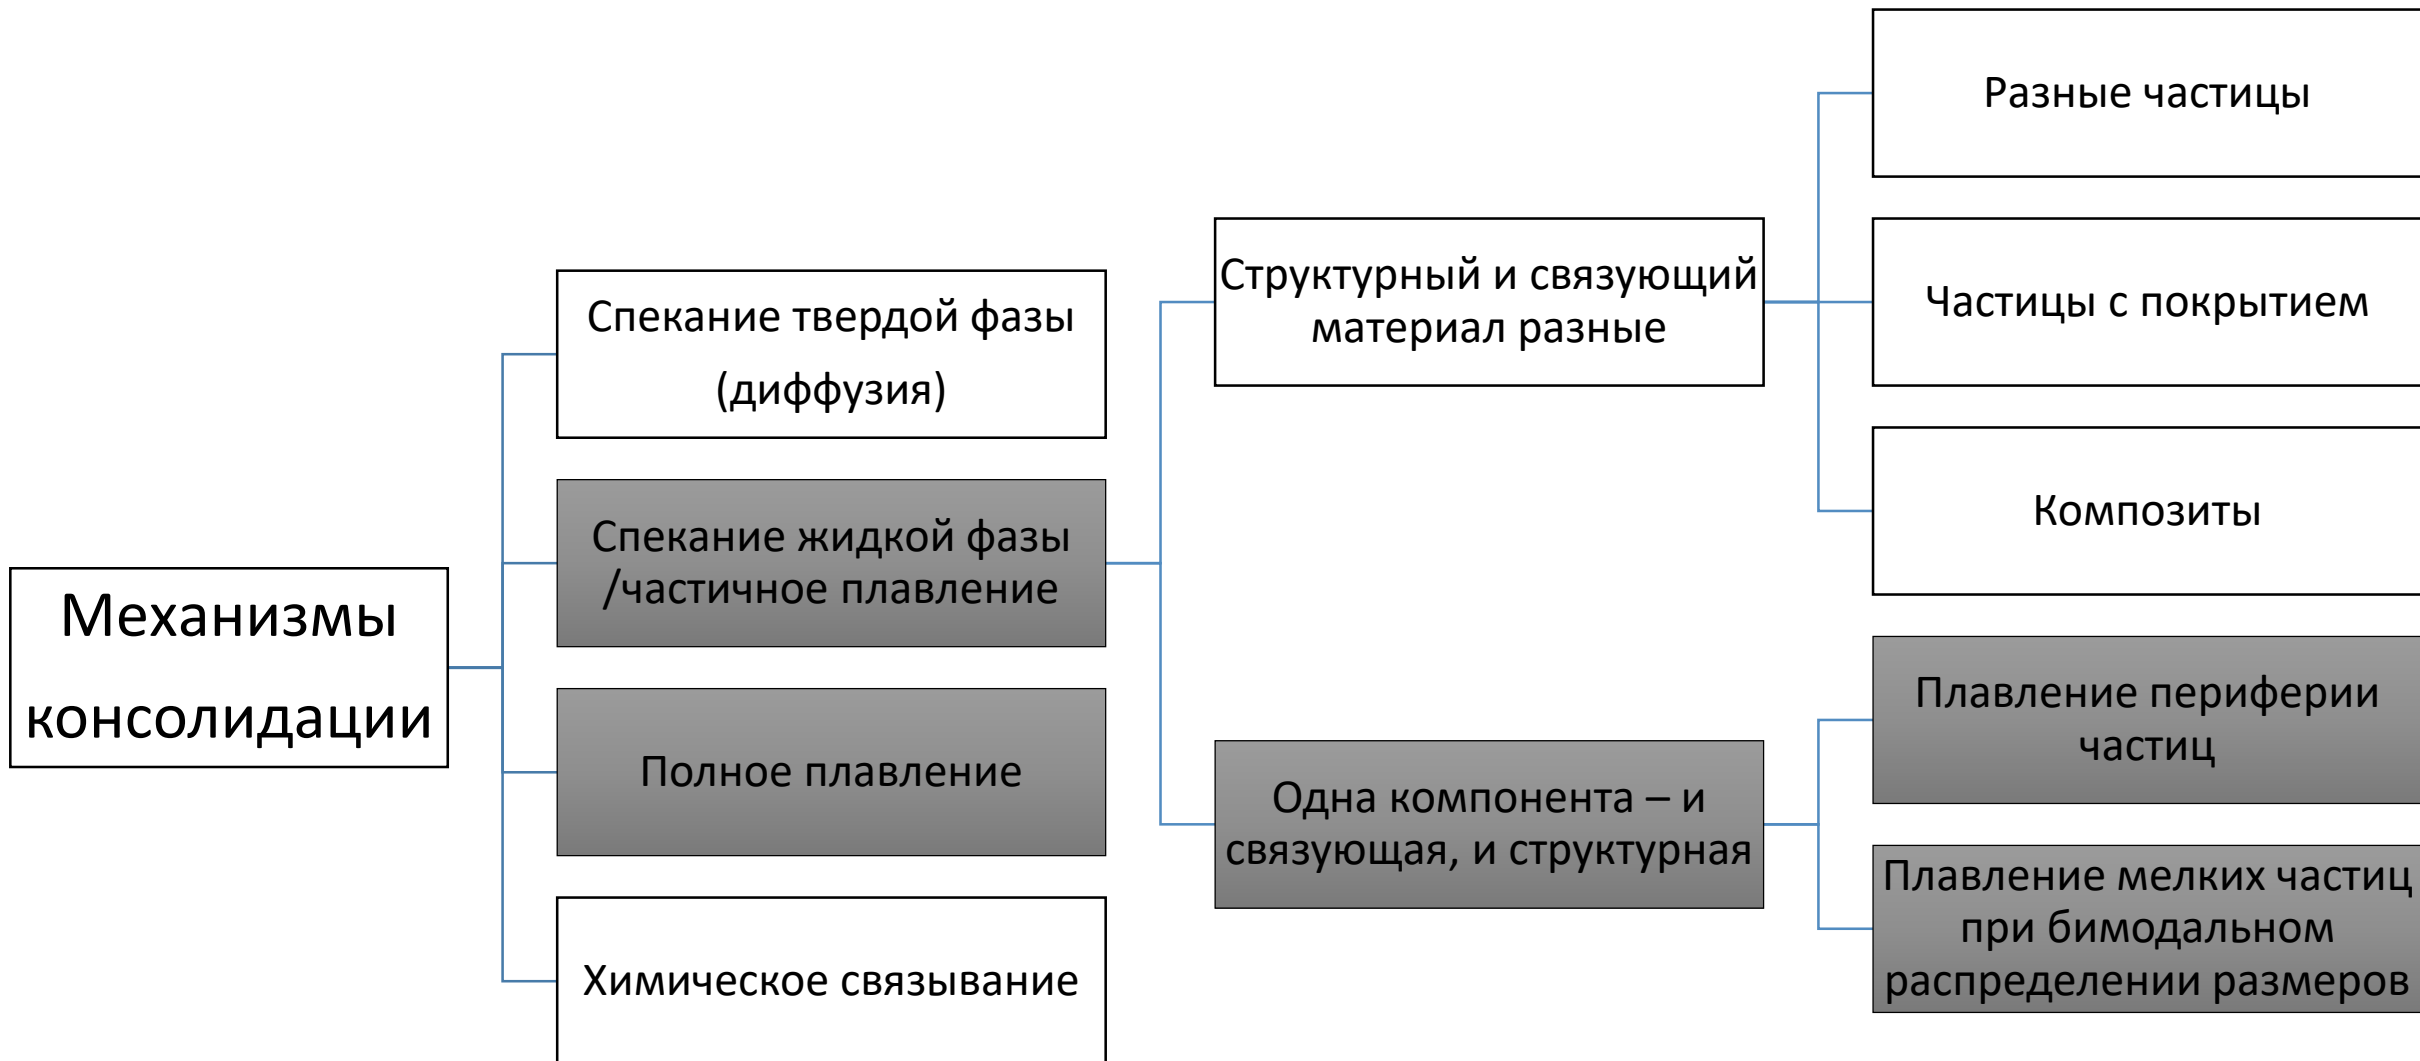 Механизмы
консолидации
Спекание твердой фазы
(диффузия)
Спекание жидкой фазы
/частичное плавление
Полное плавление
Химическое связывание
Структурный и связующий
материал разные
Одна компонента – и
связующая, и структурная
Разные частицы
Частицы с покрытием
Композиты
Плавление периферии
частиц
Плавление мелких частиц
при бимодальном
распределении размеров